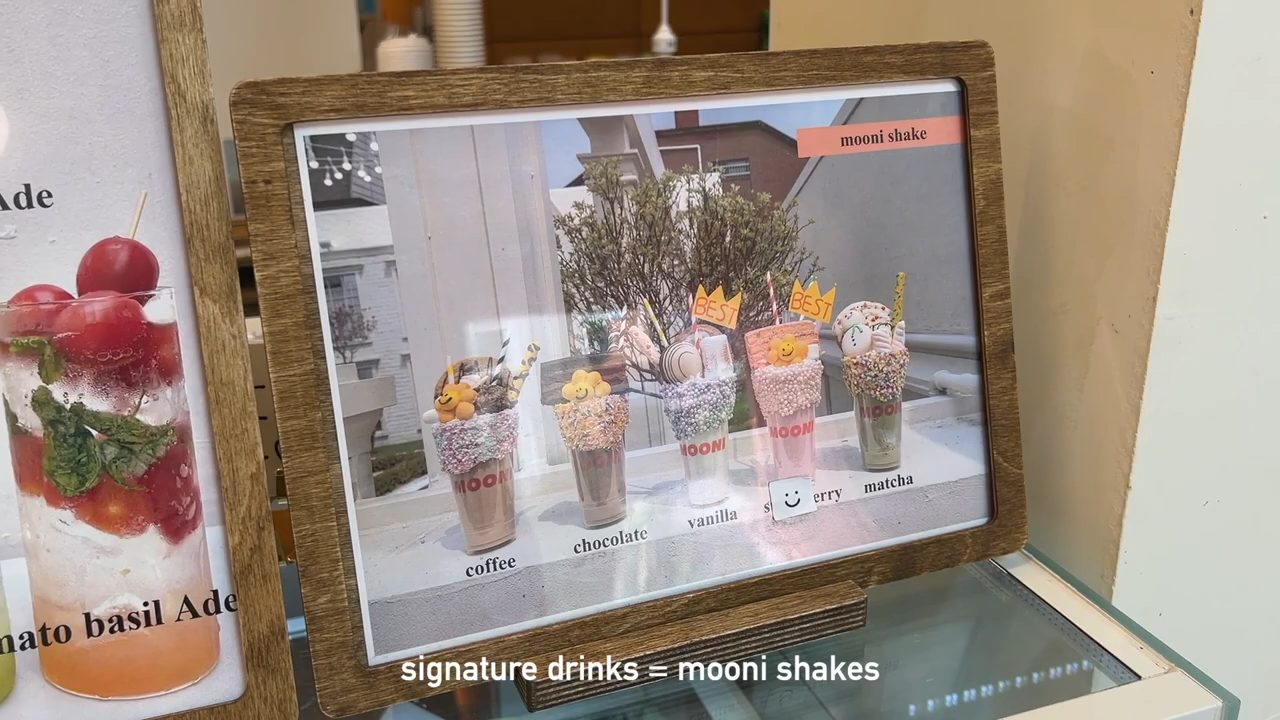 Ade
mooni shake
BEST
BEST
MOONI
MOONI
MOONI
MOONI
matcha
vanilla
chocolate
coffee
basil Ade
signature drinks = mooni shakes